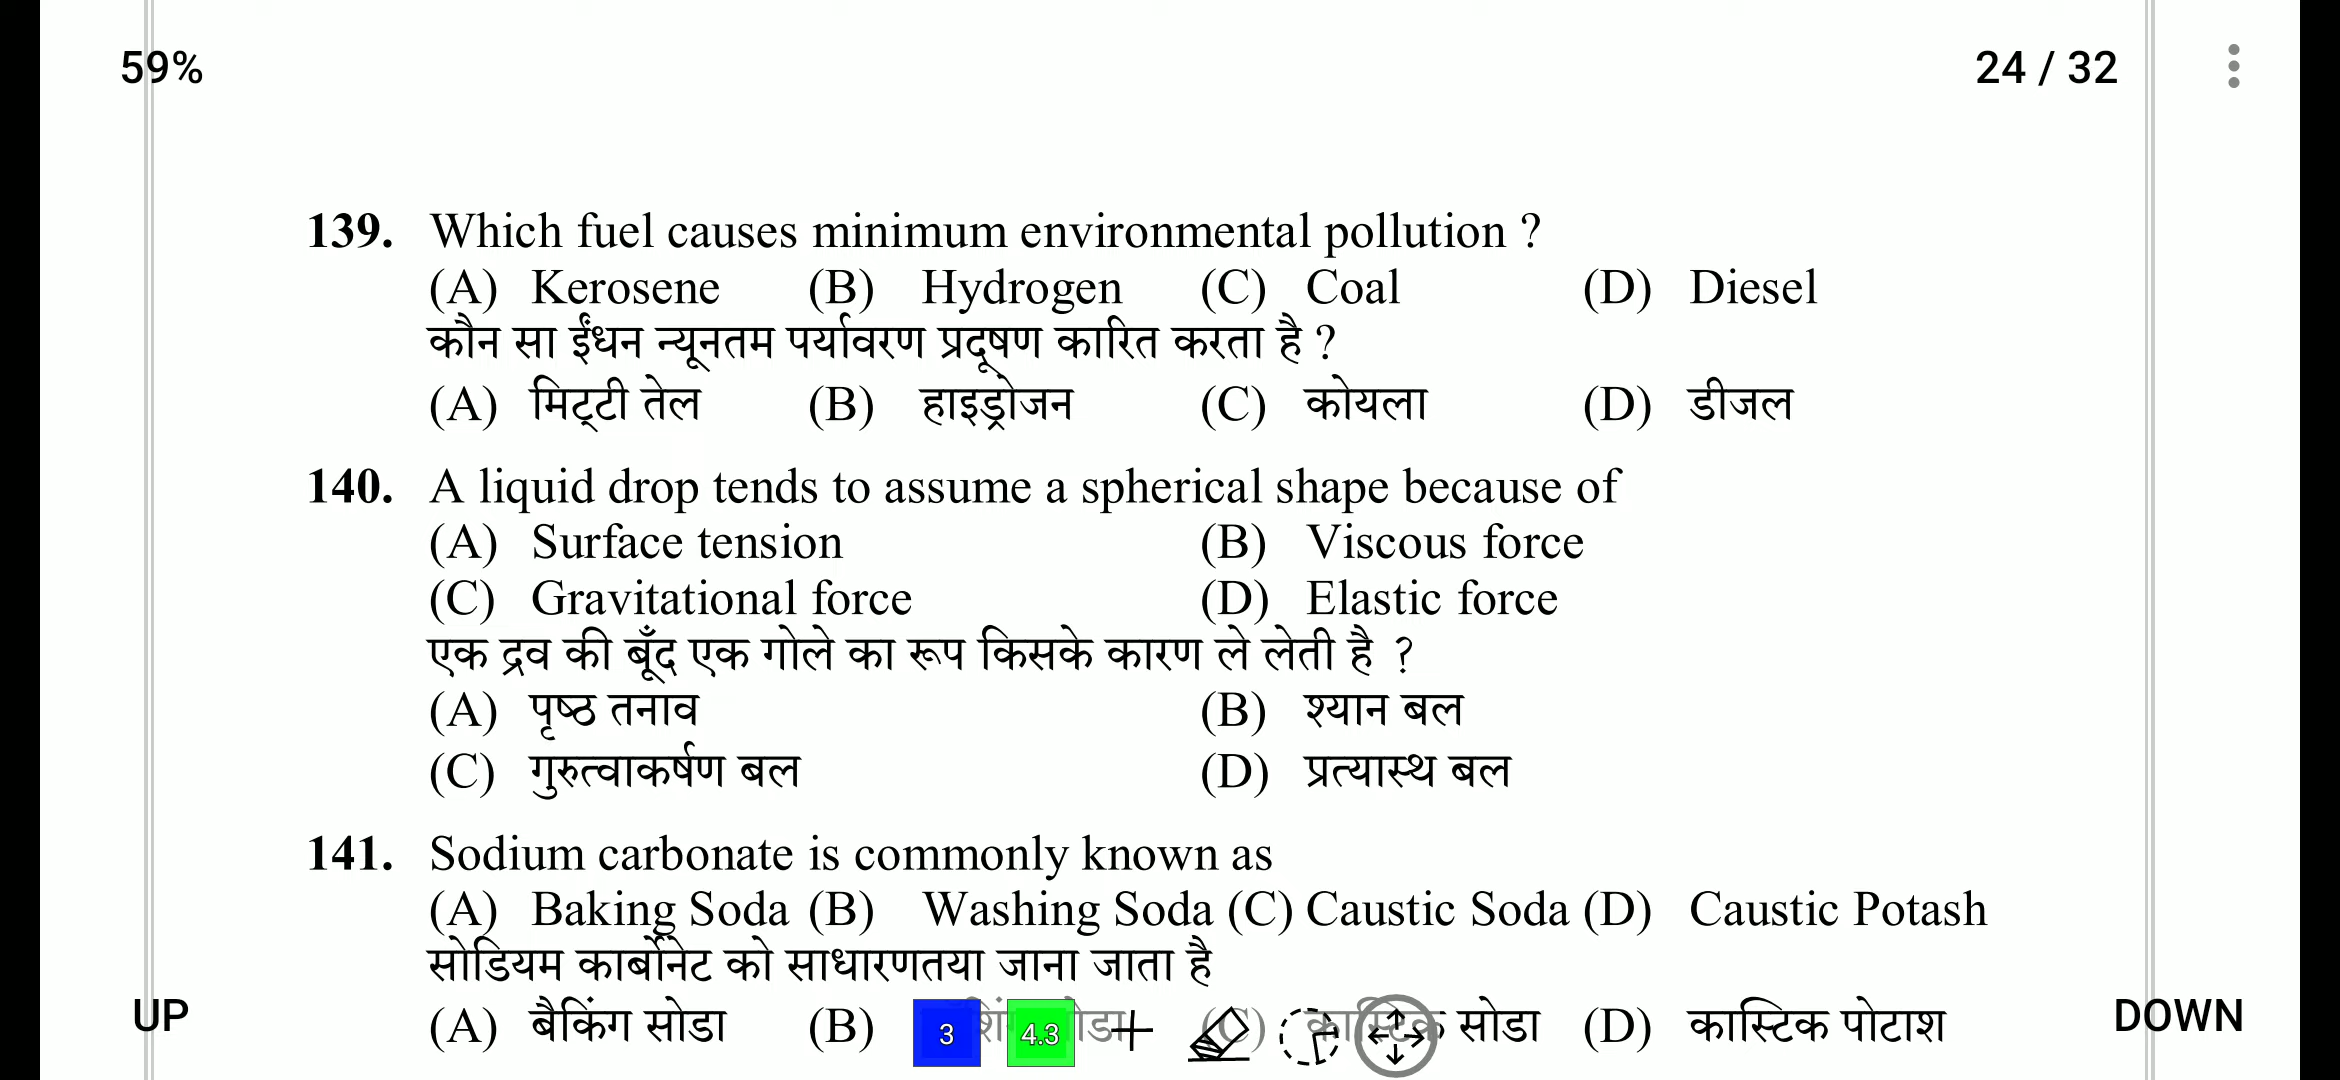 59%
24 / 32
139. Which fuel causes minimum environmental pollution ?
(A) Kerosene (B) Hydrogen (C) Coal (D) Diesel
कौन सा ईंधन न्यूनतम पर्यावरण प्रदूषण कारित करता है ?
(A) मिट्टी तेल (B) हाइड्रोजन (C) कोयला (D) डीजल
140. A liquid drop tends to assume a spherical shape because of
(A) Surface tension (B) Viscous force
(C) Gravitational force (D) Elastic force
एक द्रव की बूँद एक गोले का रूप किसके कारण ले लेती है ?
(A) पृष्ठ तनाव (B) श्यान बल
(C) गुरुत्वाकर्षण बल (D) प्रत्यास्थ बल
141. Sodium carbonate is commonly known as
(A) Baking Soda (B) Washing Soda (C) Caustic Soda (D) Caustic Potash
सोडियम कार्बोनेट को साधारणतया जाना जाता है
(A) बैकिंग सोडा (B) (C) कास्टिक सोडा (D) कास्टिक पोटाश
UP 3 4.3 DOWN